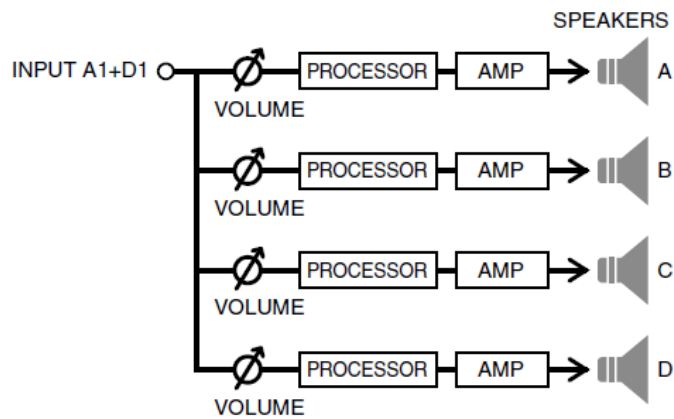 SPEAKERS
INPUT A1+D1
PROCESSOR
AMP
A
VOLUME
PROCESSOR
AMP
B
VOLUME
PROCESSOR
AMP
C
VOLUME
PROCESSOR
AMP
D
VOLUME